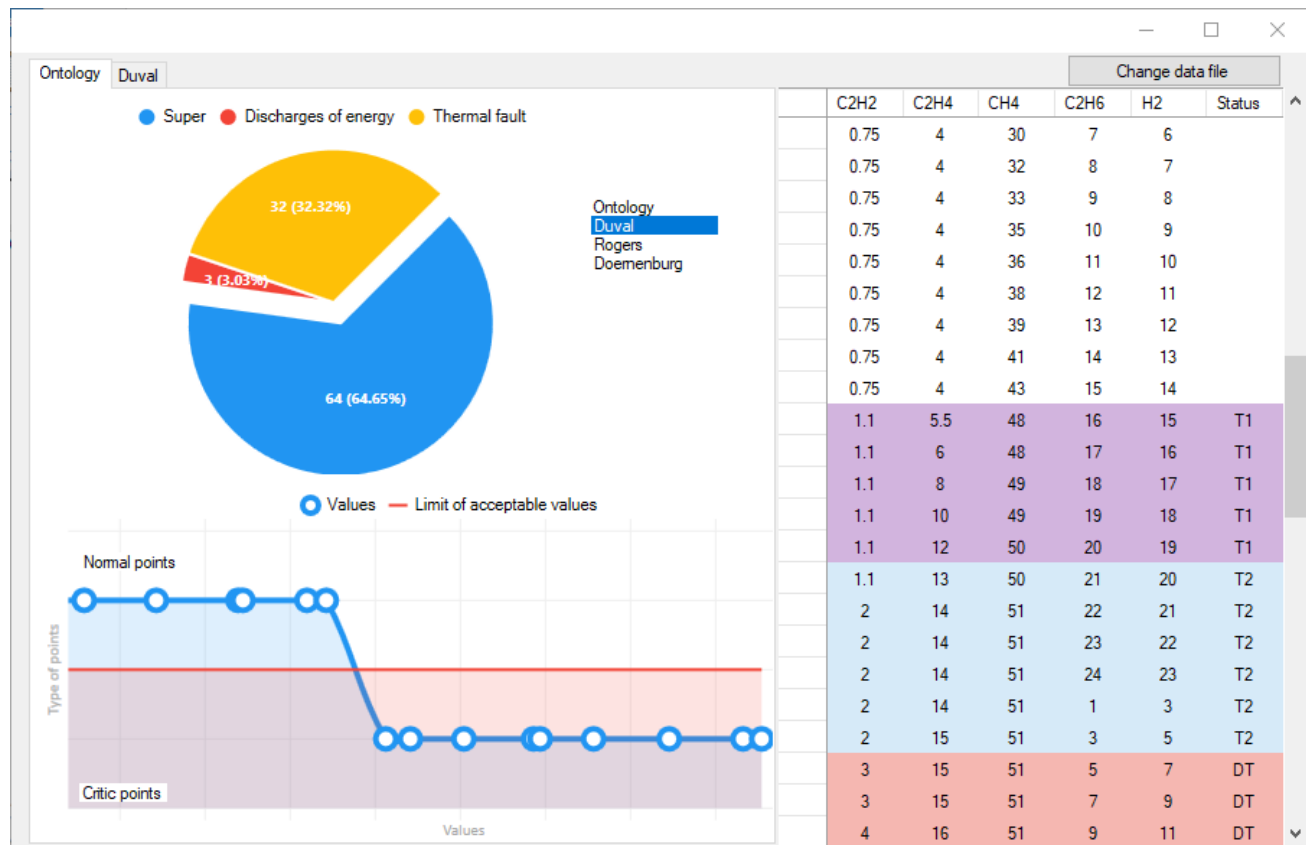 Ontology Duval
Change data file
Super Discharges of energy Thermal fault
32 (32.32%)
3 (3.03%)
64 (64.65%)
Ontology
Duval
Rogers
Doernenburg
Values Limit of acceptable values
Normal points
Type of points
Critic points
Values
C2H2 C2H4 CH4 C2H6 H2 Status
0.75 4 30 7 6
0.75 4 32 8 7
0.75 4 33 9 8
0.75 4 35 10 9
0.75 4 36 11 10
0.75 4 38 12 11
0.75 4 39 13 12
0.75 4 41 14 13
0.75 4 43 15 14
1.1 5.5 48 16 15 T1
1.1 6 48 17 16 T1
1.1 8 49 18 17 T1
1.1 10 49 19 18 T1
1.1 12 50 20 19 T1
1.1 13 50 21 20 T2
2 14 51 22 21 T2
2 14 51 23 22 T2
2 14 51 24 23 T2
2 14 51 1 3 T2
2 15 51 3 5 T2
3 15 51 5 7 DT
3 15 51 7 9 DT
4 16 51 9 11 DT